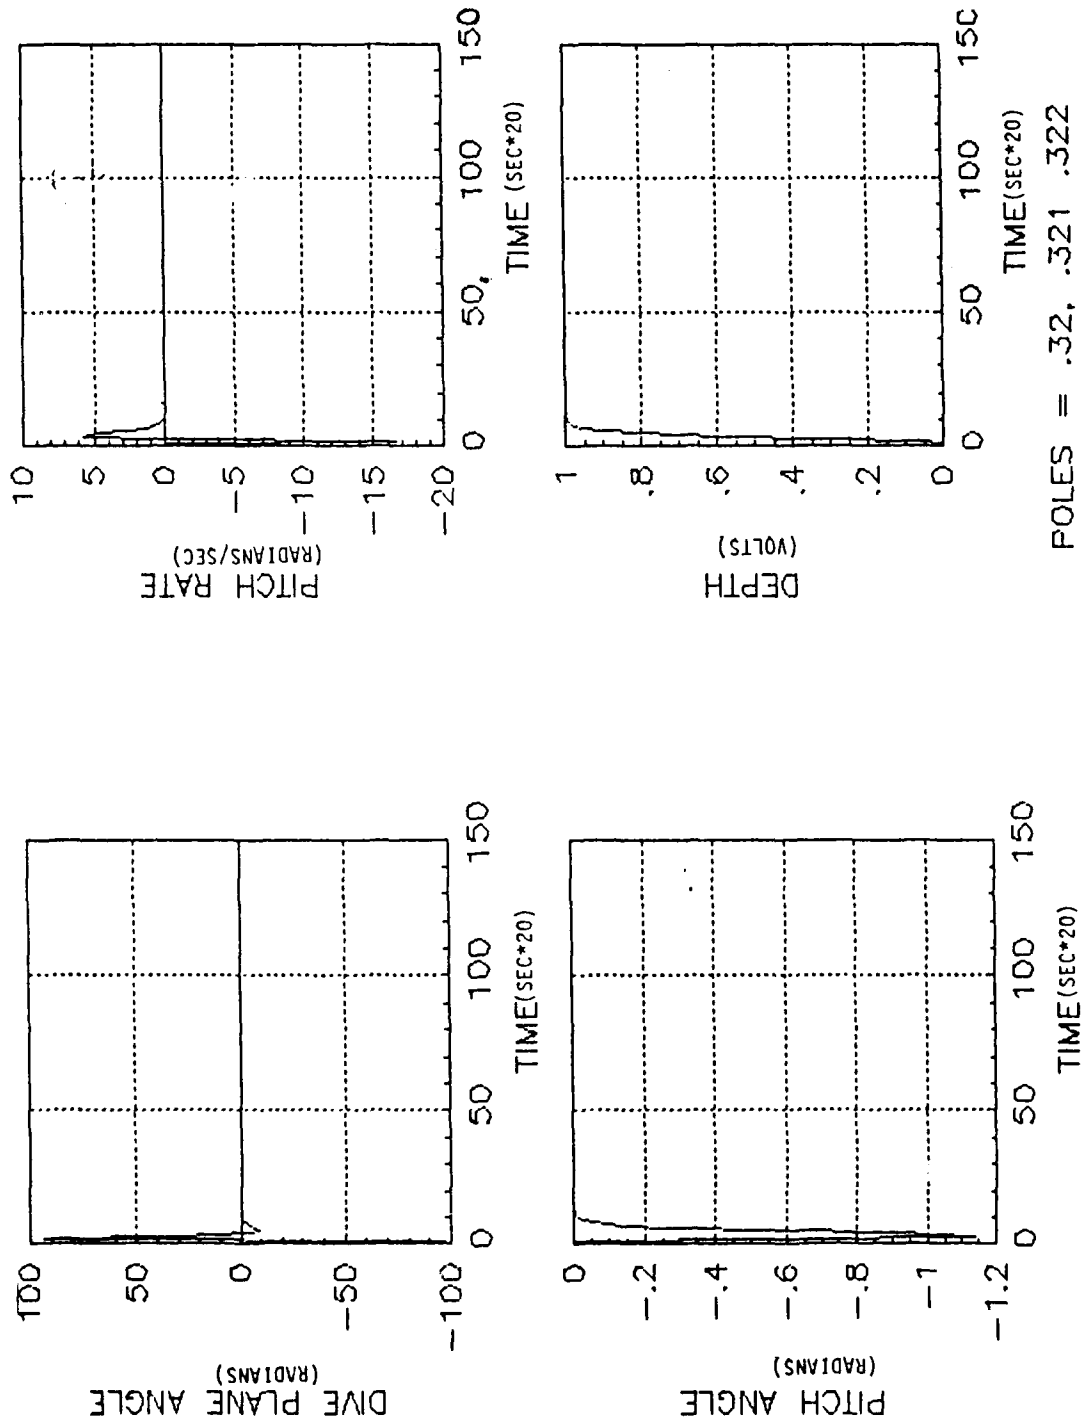 100
50
0
-50
-100
DIVE PLANE ANGLE
(RADIANS)
0 50 100 150
TIME(SEC*20)
10
5
0
-5
-10
-15
-20
PITCH RATE
(RADIANS/SEC)
0 50. 100 150
TIME (SEC*20)
.0
-.2
-.4
-.6
-.8
-1
-1.2
PITCH ANGLE
(RADIANS)
0 50 100 150
TIME(SEC*20)
1
.8
.6
.4
.2
0
DEPTH
(VOLTS)
0 50 100 150
TIME(SEC*20)
POLES = .32, .321 .322